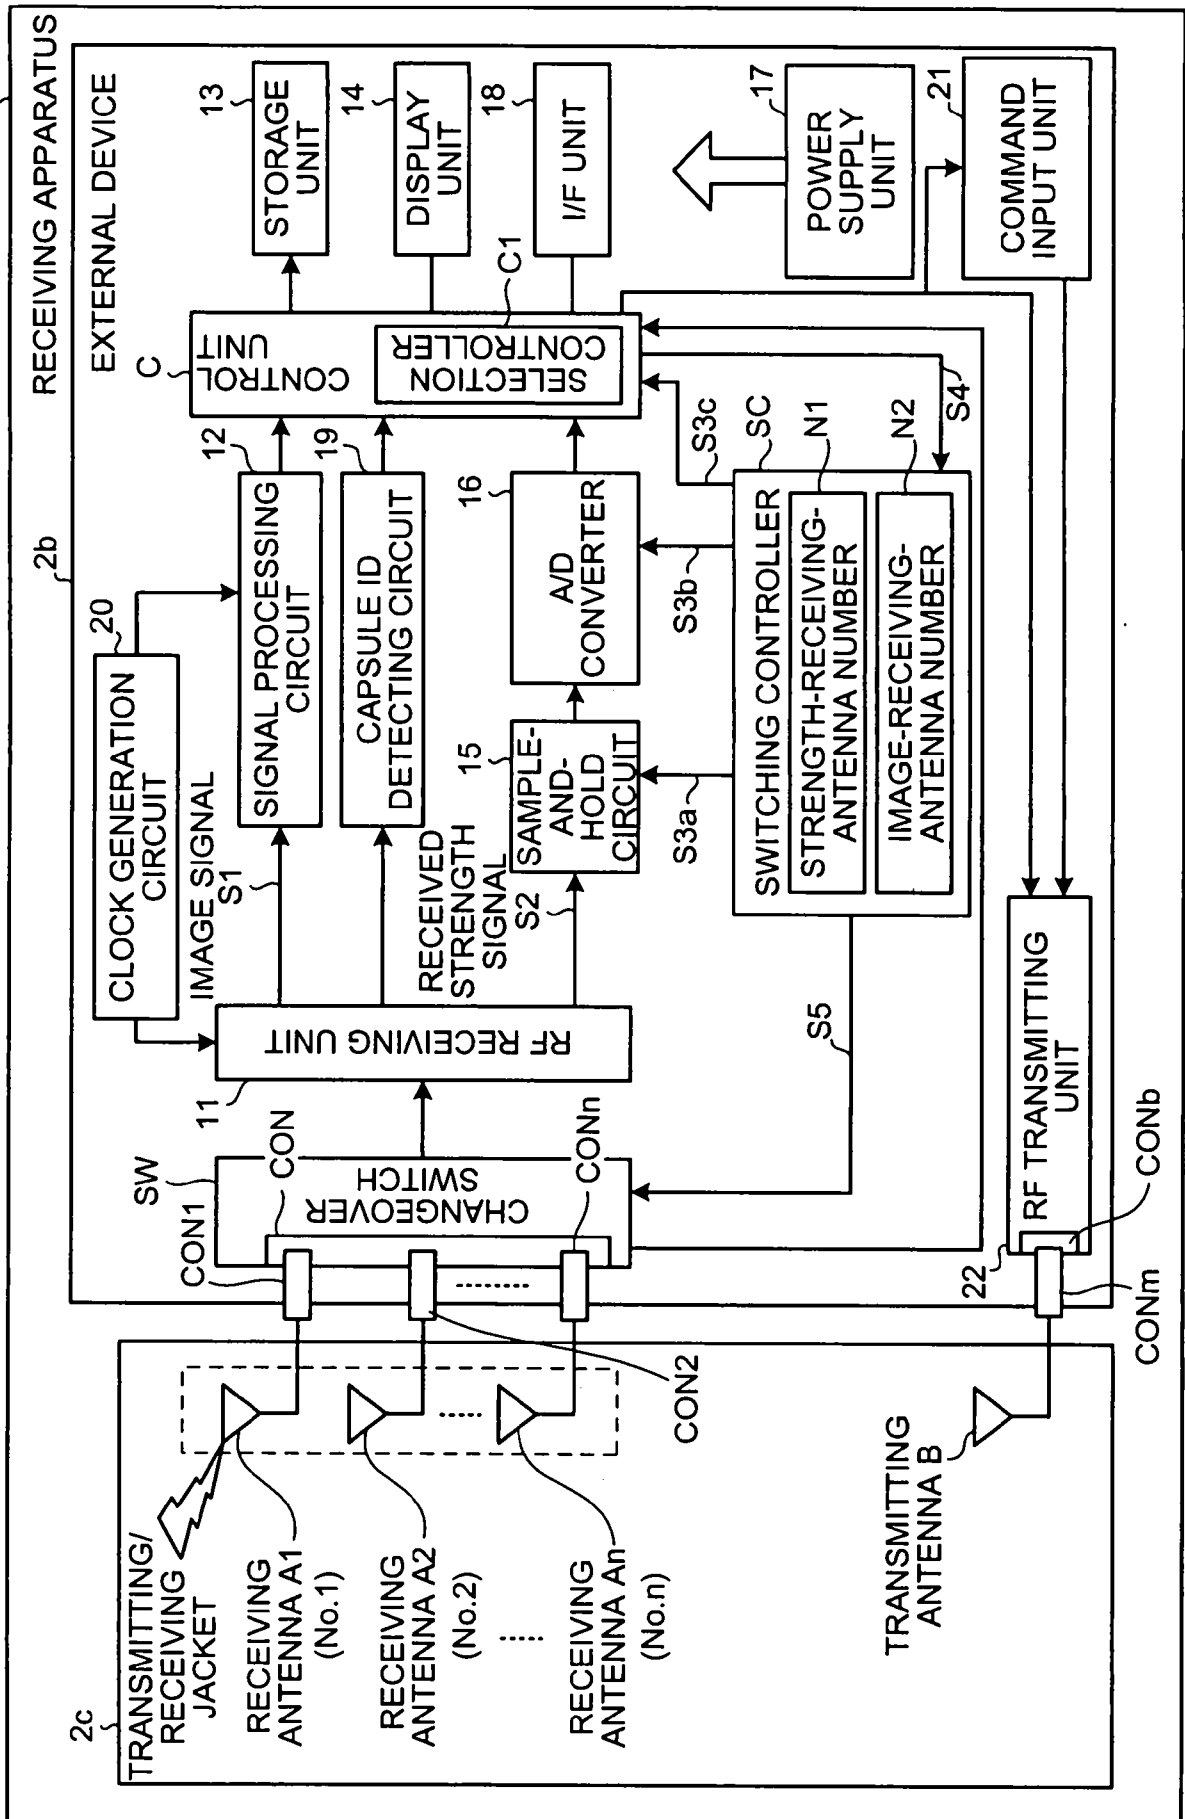 RECEIVING APPARATUS
2b
EXTERNAL DEVICE
20
CLOCK GENERATION
CIRCUIT
IMAGE SIGNAL
S1
12
SIGNAL PROCESSING
CIRCUIT
19
CAPSULE ID
DETECTING CIRCUIT
RECEIVED
STRENGTH
SIGNAL
S2
15
SAMPLE-
AND-
HOLD
CIRCUIT
16
A/D
CONVERTER
C
CONTROL
UNIT
SELECTION
CONTROLLER
C1
13
STORAGE
UNIT
14
DISPLAY
UNIT
18
I/F UNIT
17
POWER
SUPPLY
UNIT
21
COMMAND
INPUT UNIT
S3a
S3b
S3c
S4
S5
SC
SWITCHING CONTROLLER
N1
STRENGTH-RECEIVING-
ANTENNA NUMBER
N2
IMAGE-RECEIVING-
ANTENNA NUMBER
11
RF RECEIVING UNIT
SW
CHANGEOVER
SWITCH
CON
CON1
CON2
CONn
22
RF TRANSMITTING
UNIT
CONb
CONm
2c
TRANSMITTING/
RECEIVING
JACKET
RECEIVING
ANTENNA A1
(No.1)
RECEIVING
ANTENNA A2
(No.2)
RECEIVING
ANTENNA An
(No.n)
TRANSMITTING
ANTENNA B